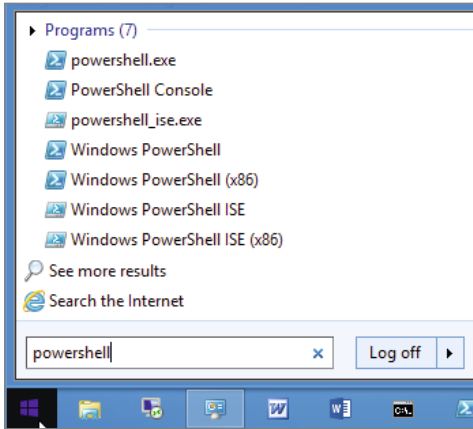 Programs (7)
powershell.exe
PowerShell Console
powershell_ise.exe
Windows PowerShell
Windows PowerShell (x86)
Windows PowerShell ISE
Windows PowerShell ISE (x86)
See more results
Search the Internet
powershell
Log off
C:\.